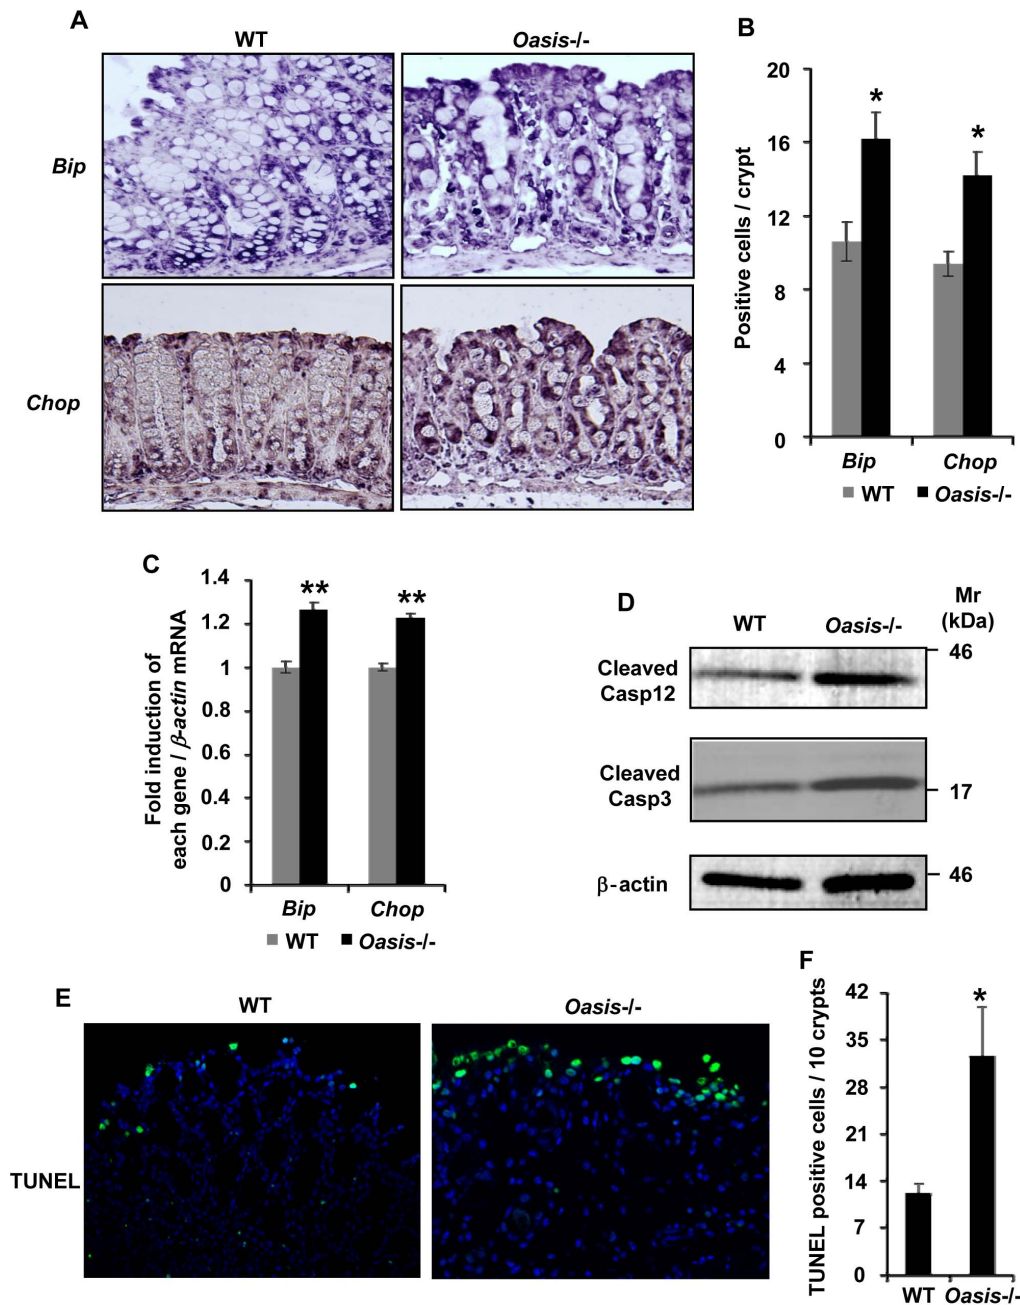 A
WT
Oasis-/-
Bip
Chop
B
Positive cells / crypt
20
16
12
8
4
0
*
*
Bip
Chop
WT
Oasis-/-
C
Fold induction of
each gene / β-actin mRNA
1.4
1.2
1
0.8
0.6
0.4
0.2
0
**
**
Bip
Chop
WT
Oasis-/-
D
WT
Oasis-/-
Mr
(kDa)
Cleaved
Casp12
46
Cleaved
Casp3
17
β-actin
46
E
WT
Oasis-/-
TUNEL
F
TUNEL positive cells / 10 crypts
42
35
28
21
14
7
0
*
WT
Oasis-/-